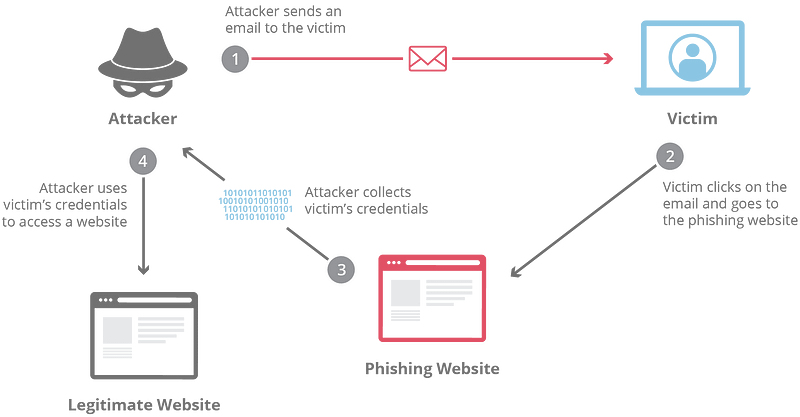 Attacker sends an
email to the victim
1
Attacker
Victim
4
2
Attacker uses
victim's credentials
to access a website
10101011010101
10010101001010
11010101010101
101010101010
Attacker collects
victim's credentials
Victim clicks on the
email and goes to
the phishing website
3
Phishing Website
Legitimate Website